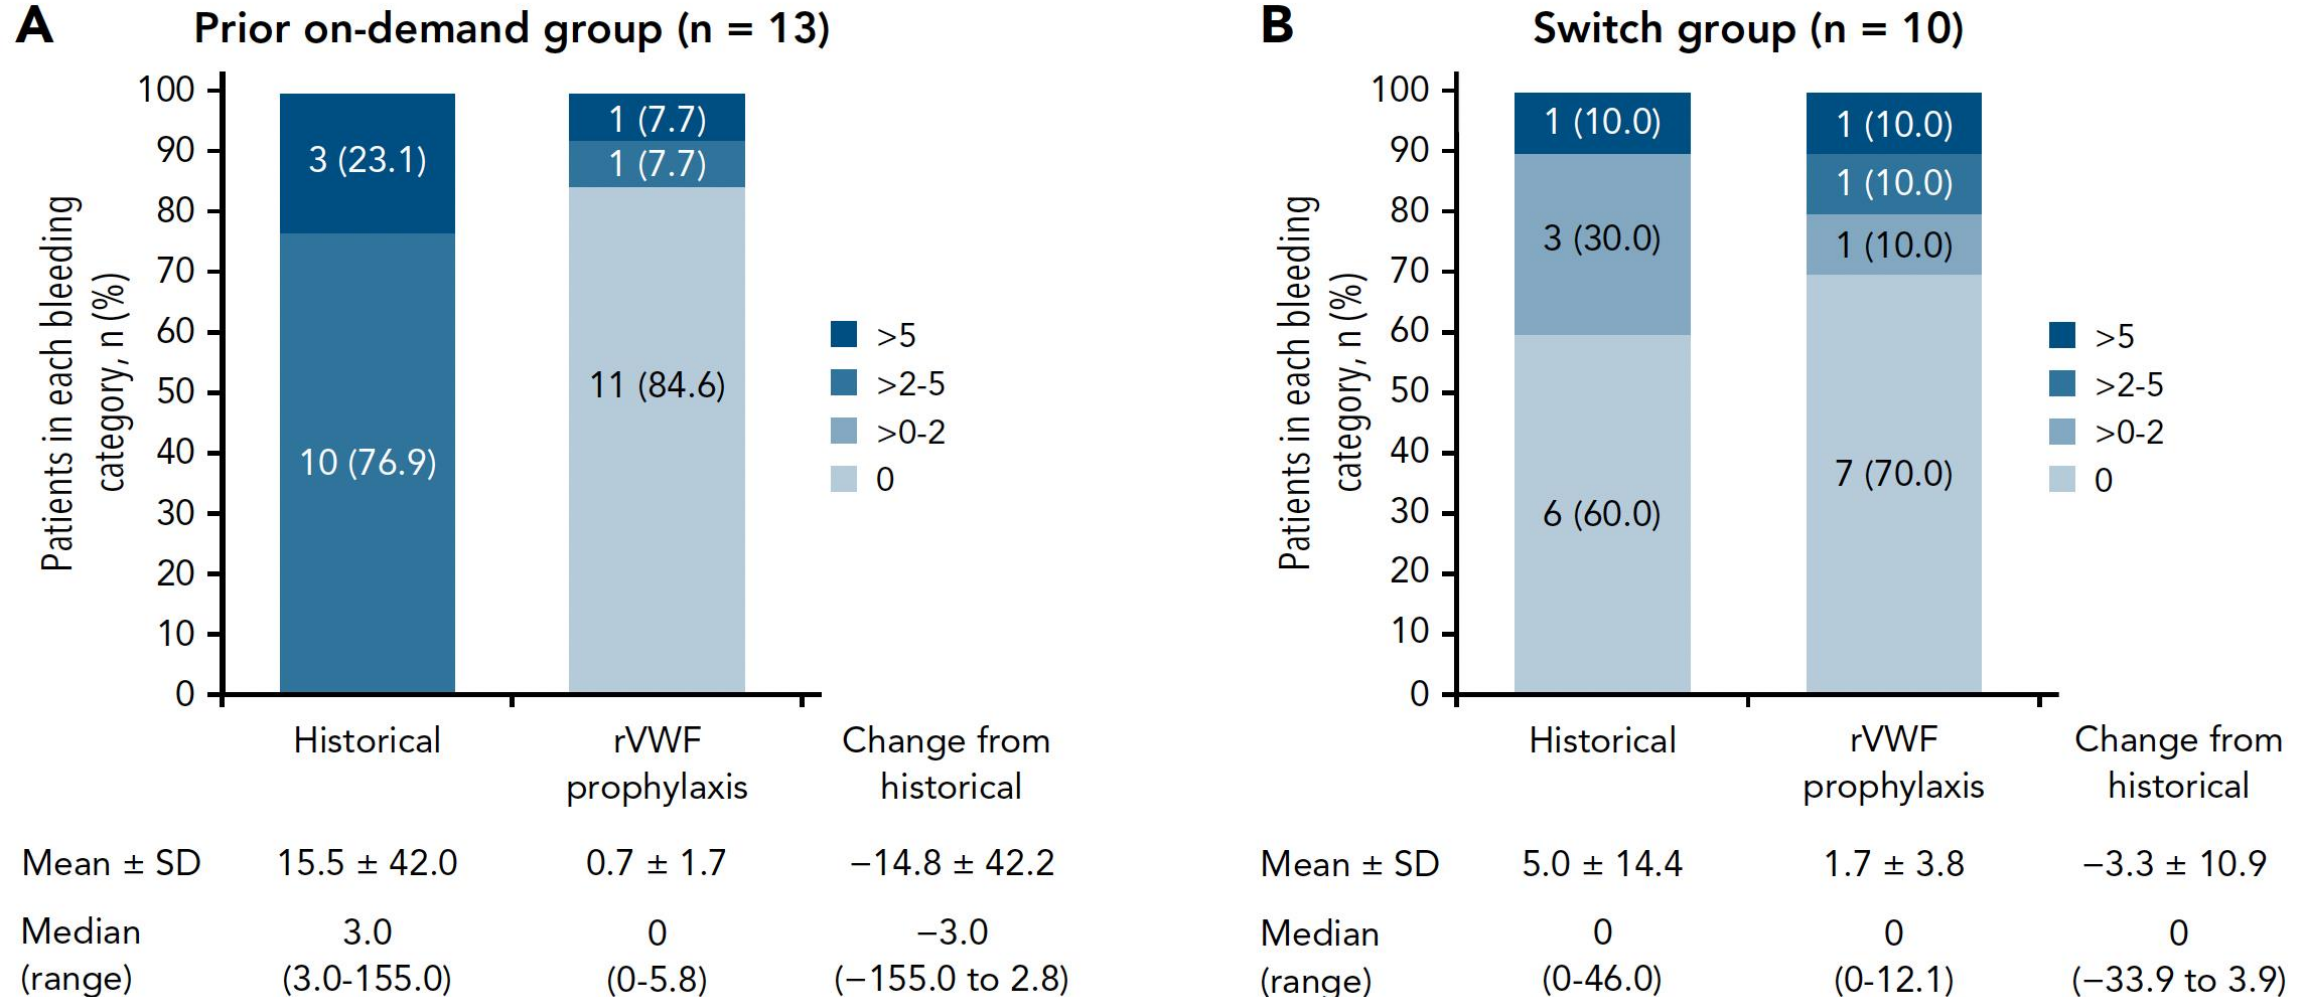 A Prior on-demand group (n = 13)
Patients in each bleeding
category, n (%)
100
90
80
70
60
50
40
30
20
10
0
3 (23.1)
10 (76.9)
1 (7.7)
1 (7.7)
11 (84.6)
>5
>2-5
>0-2
0
Historical
rVWF
prophylaxis
Change from
historical
Mean ± SD 15.5 ± 42.0 0.7 ± 1.7 −14.8 ± 42.2
Median 3.0 0 −3.0
(range) (3.0-155.0) (0-5.8) (−155.0 to 2.8)
B Switch group (n = 10)
Patients in each bleeding
category, n (%)
100
90
80
70
60
50
40
30
20
10
0
1 (10.0)
3 (30.0)
6 (60.0)
1 (10.0)
1 (10.0)
1 (10.0)
7 (70.0)
>5
>2-5
>0-2
0
Historical
rVWF
prophylaxis
Change from
historical
Mean ± SD 5.0 ± 14.4 1.7 ± 3.8 −3.3 ± 10.9
Median 0 0 0
(range) (0-46.0) (0-12.1) (−33.9 to 3.9)